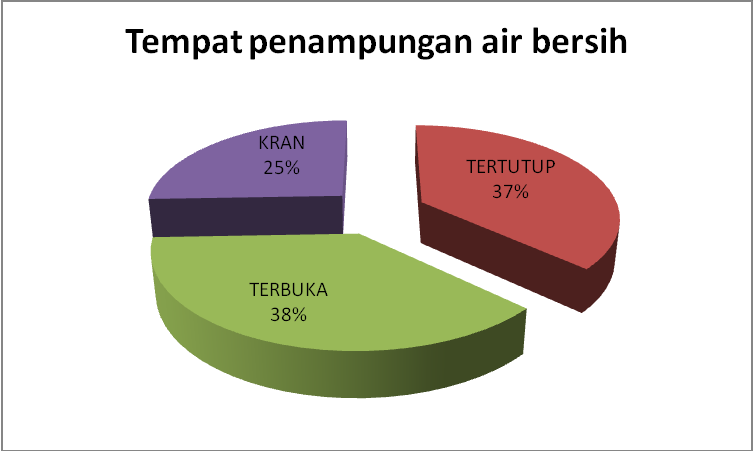 Tempat penampungan air bersih
KRAN
25%
TERTUTUP
37%
TERBUKA
38%